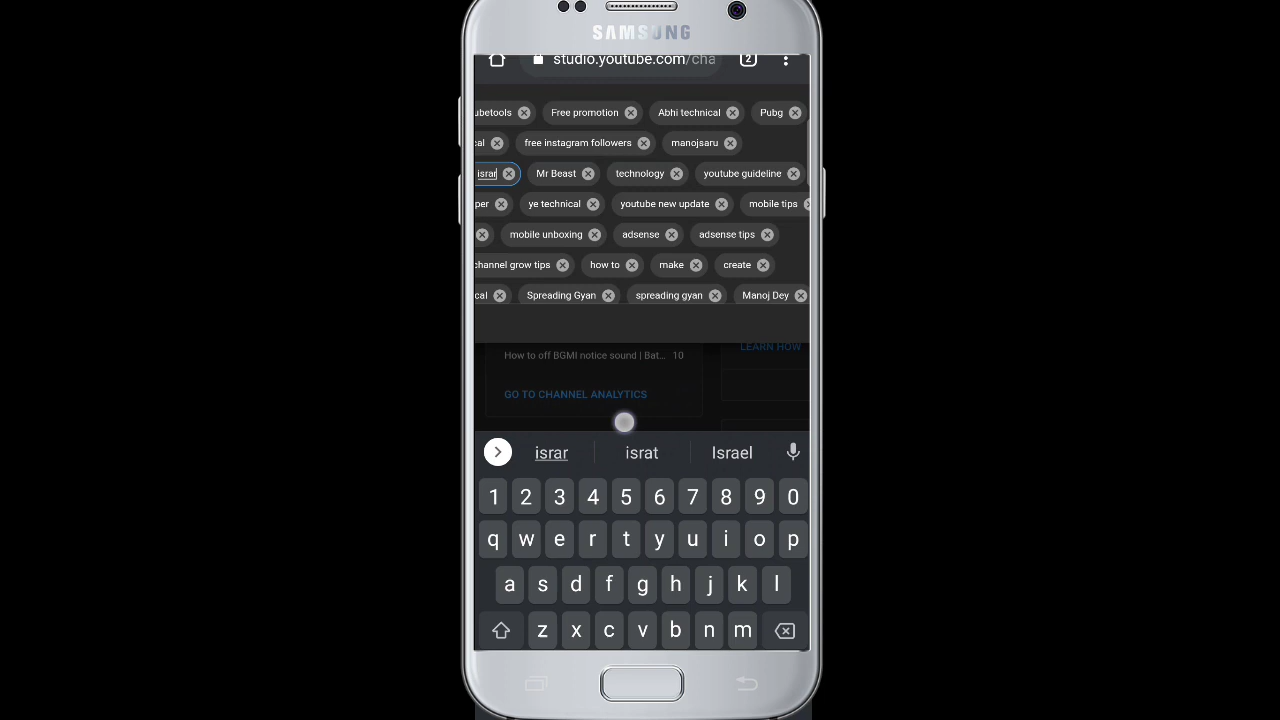 SAMSUNG
studio.youtube.com/cha 2
ubetools Free promotion Abhi technical Pubg
cal free instagram followers manojsaru
israr Mr Beast technology youtube guideline
per ye technical youtube new update mobile tips
mobile unboxing adsense adsense tips
channel grow tips how to make create
cal Spreading Gyan spreading gyan Manoj Dey
LEARN HOW
How to off BGMI notice sound | Bat... 10
GO TO CHANNEL ANALYTICS
israr israt Israel
1 2 3 4 5 6 7 8 9 0
q w e r t y u i o p
a s d f g h j k l
z x c v b n m